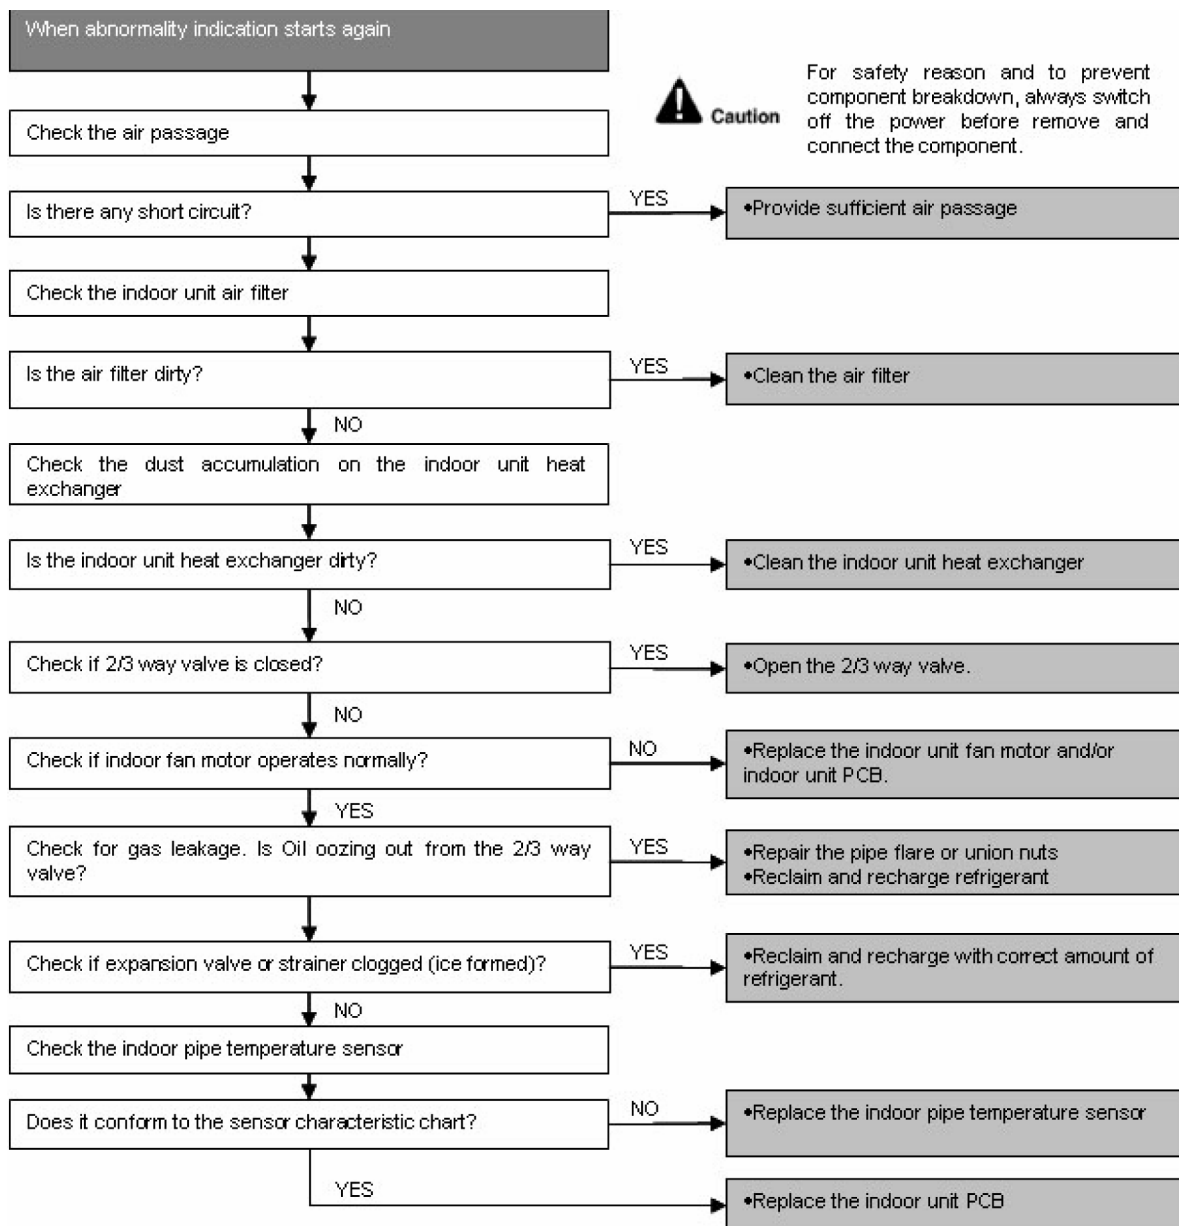 When abnormality indication starts again
Caution
For safety reason and to prevent
component breakdown, always switch
off the power before remove and
connect the component.
Check the air passage
Is there any short circuit?
YES
•Provide sufficient air passage
Check the indoor unit air filter
Is the air filter dirty?
YES
•Clean the air filter
NO
Check the dust accumulation on the indoor unit heat
exchanger
Is the indoor unit heat exchanger dirty?
YES
•Clean the indoor unit heat exchanger
NO
Check if 2/3 way valve is closed?
YES
•Open the 2/3 way valve.
NO
Check if indoor fan motor operates normally?
NO
•Replace the indoor unit fan motor and/or
indoor unit PCB.
YES
Check for gas leakage. Is Oil oozing out from the 2/3 way
valve?
YES
•Repair the pipe flare or union nuts
•Reclaim and recharge refrigerant
Check if expansion valve or strainer clogged (ice formed)?
YES
•Reclaim and recharge with correct amount of
refrigerant.
NO
Check the indoor pipe temperature sensor
Does it conform to the sensor characteristic chart?
NO
•Replace the indoor pipe temperature sensor
YES
•Replace the indoor unit PCB